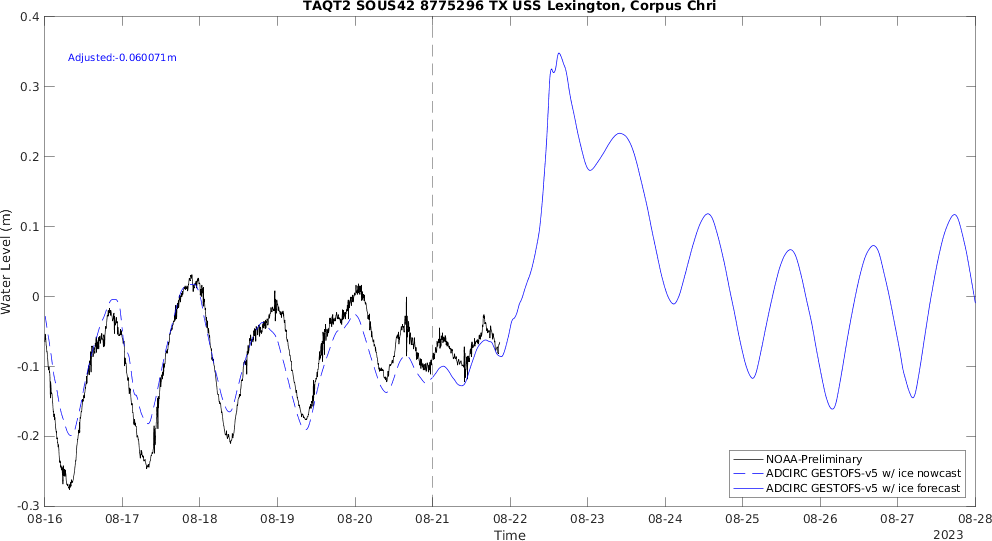 TAQT2 SOUS42 8775296 TX USS Lexington, Corpus Chri
Adjusted:-0.060071m
0.4
0.3
0.2
0.1
0
-0.1
-0.2
-0.3
Water Level (m)
NOAA-Preliminary
ADCIRC GESTOFS-v5 w/ ice nowcast
ADCIRC GESTOFS-v5 w/ ice forecast
08-16 08-17 08-18 08-19 08-20 08-21 08-22 08-23 08-24 08-25 08-26 08-27 08-28
Time
2023